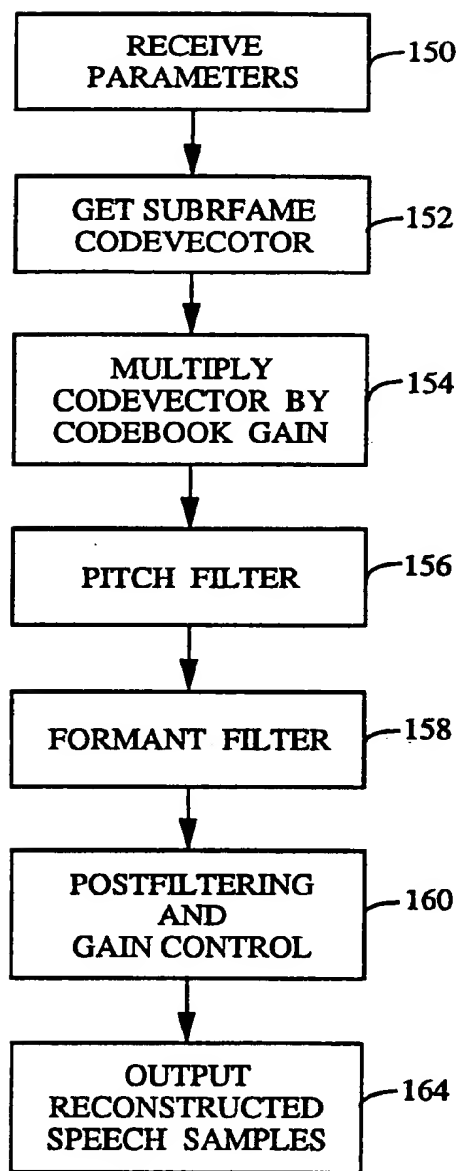 RECEIVE
PARAMETERS
150
GET SUBRFAME
CODEVECOTOR
152
MULTIPLY
CODEVECTOR BY
CODEBOOK GAIN
154
PITCH FILTER
156
FORMANT FILTER
158
POSTFILTERING
AND
GAIN CONTROL
160
OUTPUT
RECONSTRUCTED
SPEECH SAMPLES
164